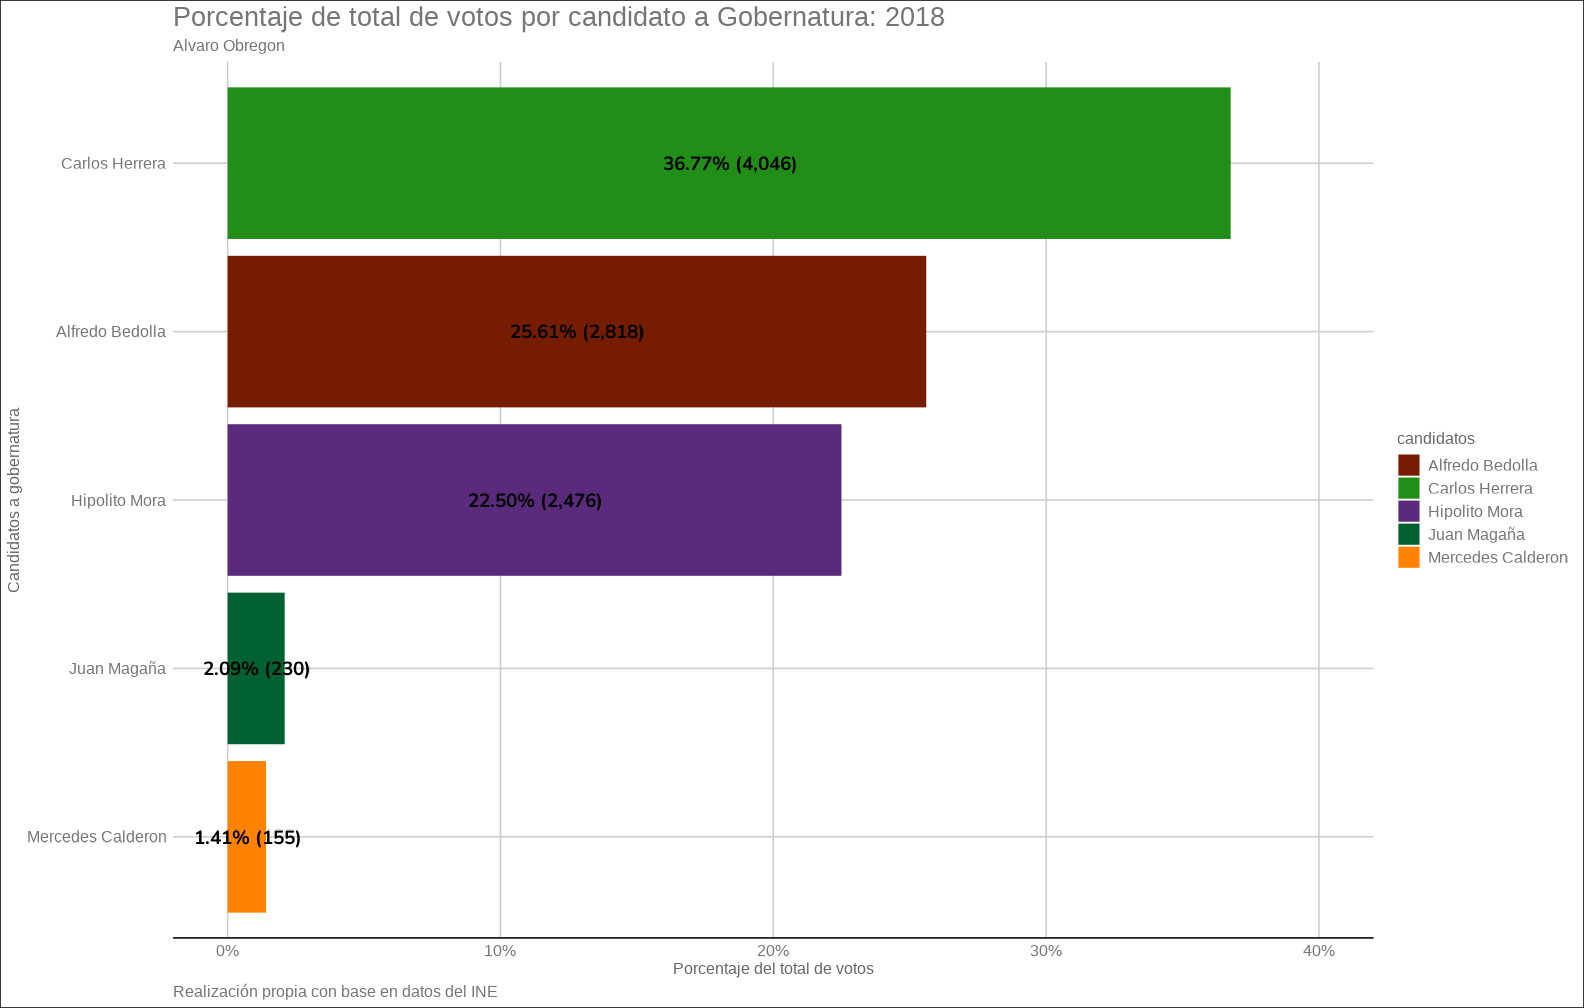 Porcentaje de total de votos por candidato a Gobernatura: 2018
Alvaro Obregon
Candidatos a gobernatura
Carlos Herrera
36.77% (4,046)
Alfredo Bedolla
25.61% (2,818)
Hipolito Mora
22.50% (2,476)
Juan Magaña
2.09% (230)
Mercedes Calderon
1.41% (155)
0% 10% 20% 30% 40%
Porcentaje del total de votos
candidatos
Alfredo Bedolla
Carlos Herrera
Hipolito Mora
Juan Magaña
Mercedes Calderon
Realización propia con base en datos del INE